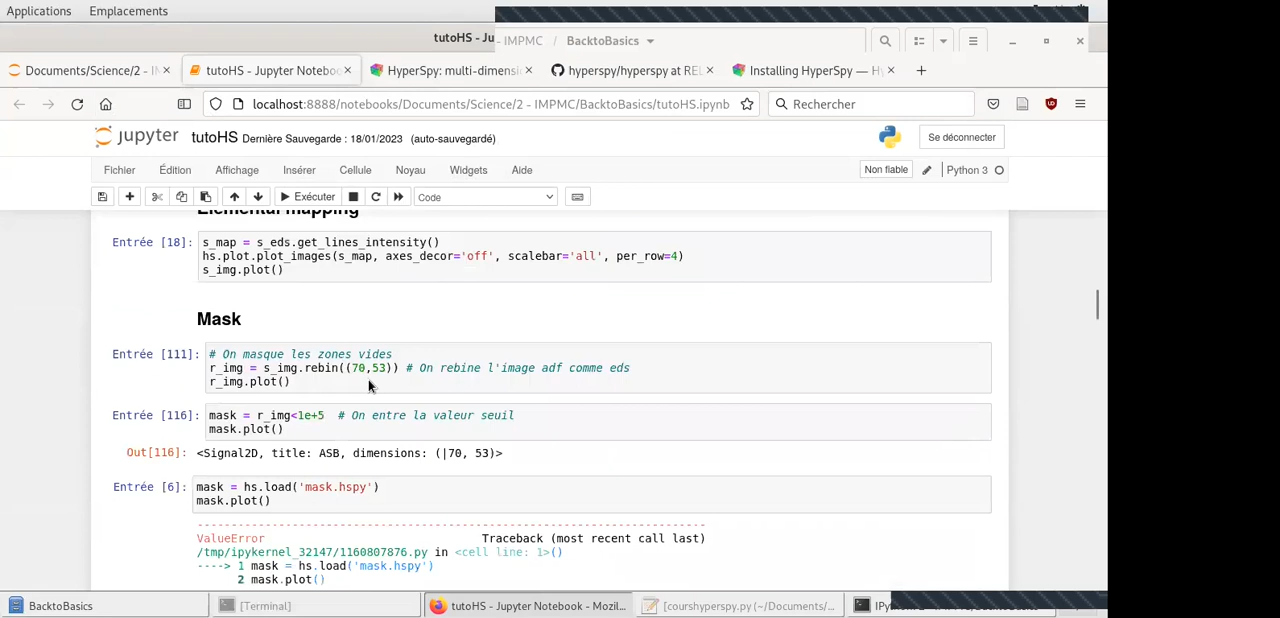 Applications Emplacements
tutoHS - Ju
- IMPMC / BacktoBasics
Documents/Science/2 - I
tutoHS - Jupyter Noteboo
HyperSpy: multi-dimensi
hyperspy/hyperspy at REL
Installing HyperSpy — H
localhost:8888/notebooks/Documents/Science/2 - IMPMC/BacktoBasics/tutoHS.ipynb
Rechercher
jupyter tutoHS Dernière Sauvegarde : 18/01/2023 (auto-sauvegardé)
Se déconnecter
Fichier Édition Affichage Insérer Cellule Noyau Widgets Aide
Non fiable Python 3
Exécuter Code
Elemental mapping
Entrée [18]: s_map = s_eds.get_lines_intensity()
hs.plot.plot_images(s_map, axes_decor='off', scalebar='all', per_row=4)
s_img.plot()
Mask
Entrée [111]: # On masque les zones vides
r_img = s_img.rebin((70,53)) # On rebine l'image adf comme eds
r_img.plot()
Entrée [116]: mask = r_img<1e+5 # On entre la valeur seuil
mask.plot()
Out[116]: <Signal2D, title: ASB, dimensions: (|70, 53)>
Entrée [6]: mask = hs.load('mask.hspy')
mask.plot()
---------------------------------------------------------------------------
ValueError Traceback (most recent call last)
/tmp/ipykernel_32147/1160807876.py in <cell line: 1>()
----> 1 mask = hs.load('mask.hspy')
2 mask.plot()
BacktoBasics
[Terminal]
tutoHS - Jupyter Notebook - Mozil...
[courshyperspy.py (~/Documents/...